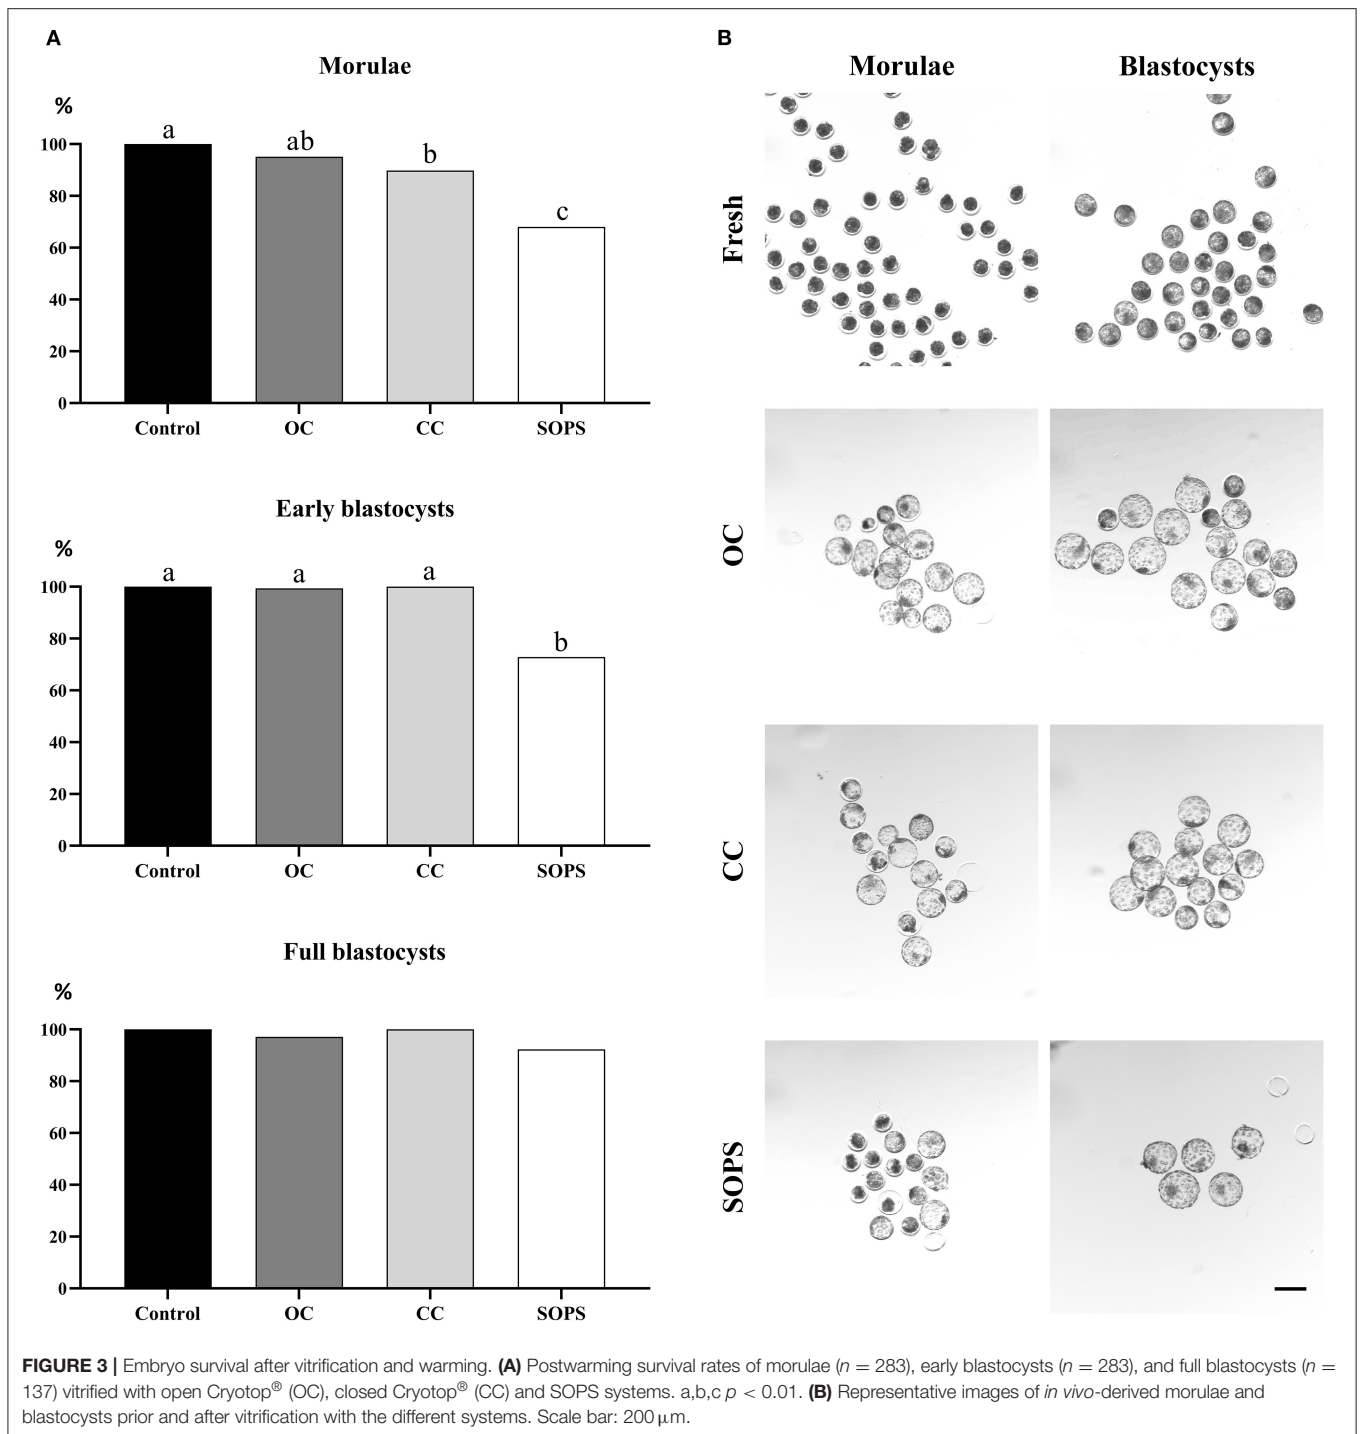 A
Morulae
%
100
80
60
40
20
0
a
ab
b
c
Control OC CC SOPS
Early blastocysts
%
100
80
60
40
20
0
a
a
a
b
Control OC CC SOPS
Full blastocysts
%
100
80
60
40
20
0
Control OC CC SOPS
B
Morulae Blastocysts
Fresh
OC
CC
SOPS
FIGURE 3 | Embryo survival after vitrification and warming. (A) Postwarming survival rates of morulae (n = 283), early blastocysts (n = 283), and full blastocysts (n =
137) vitrified with open Cryotop® (OC), closed Cryotop® (CC) and SOPS systems. a,b,c p < 0.01. (B) Representative images of in vivo-derived morulae and
blastocysts prior and after vitrification with the different systems. Scale bar: 200 μm.